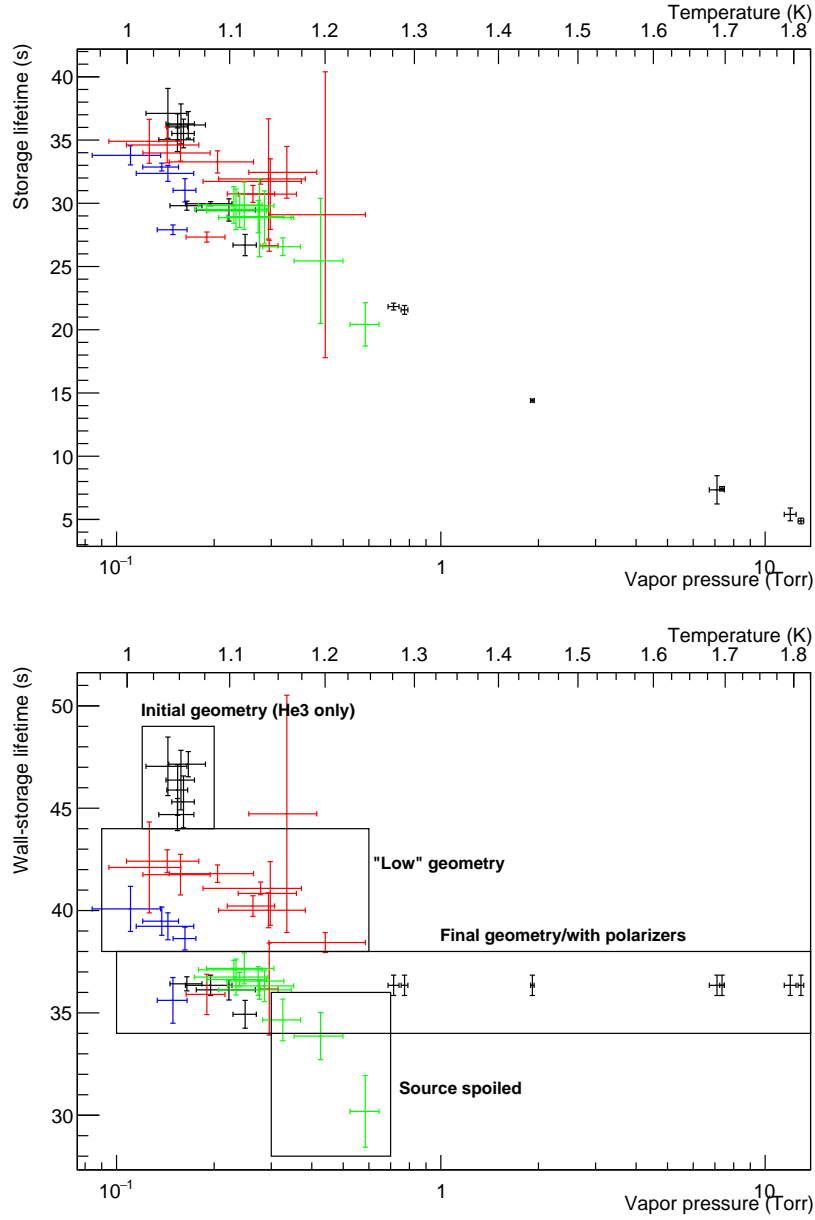 Temperature (K)
1 1.1 1.2 1.3 1.4 1.5 1.6 1.7 1.8
Storage lifetime (s)
40
35
30
25
20
15
10
5
10⁻¹ 1 10
Vapor pressure (Torr)
Temperature (K)
1 1.1 1.2 1.3 1.4 1.5 1.6 1.7 1.8
Wall-storage lifetime (s)
50
Initial geometry (He3 only)
45
"Low" geometry
40
Final geometry/with polarizers
35
Source spoiled
30
10⁻¹ 1 10
Vapor pressure (Torr)